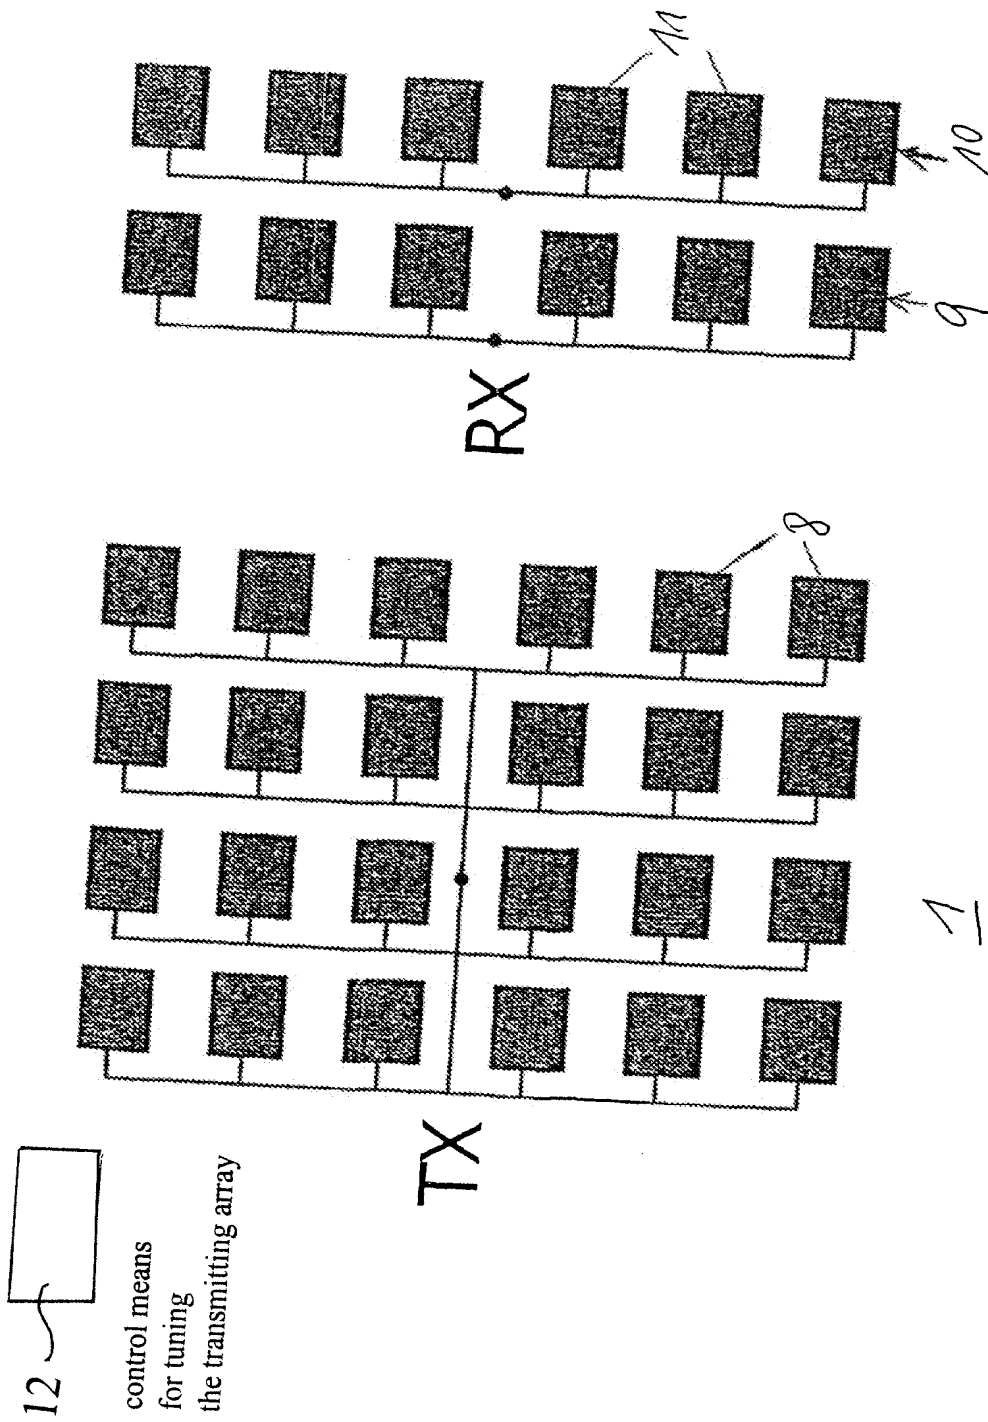 12
control means
for tuning
the transmitting array
TX
RX
8
9
10
11
1